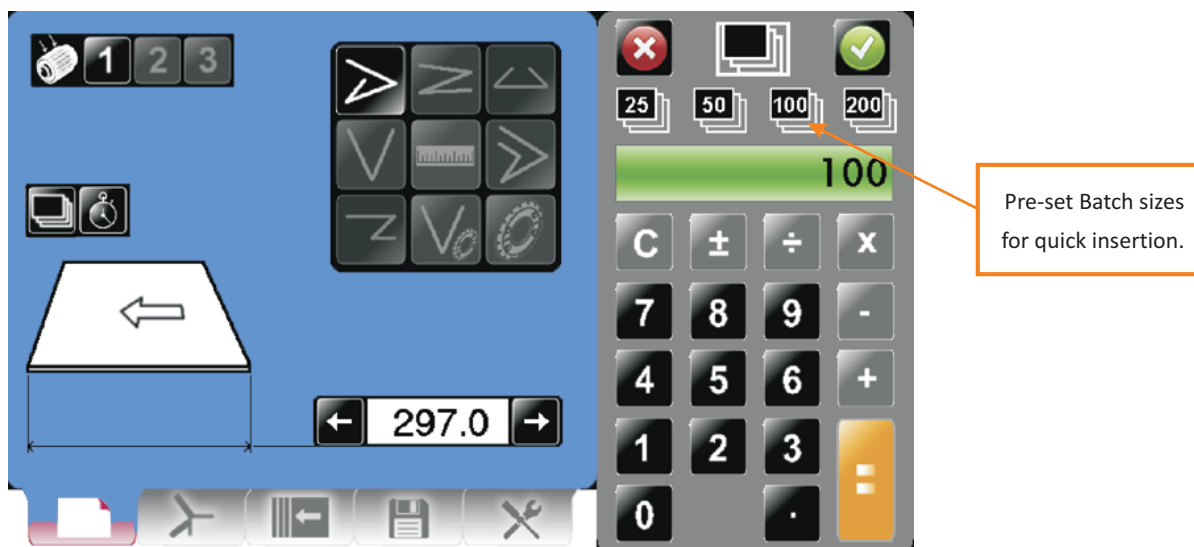 1 2 3
25 50 100 200
100
Pre-set Batch sizes
for quick insertion.
C ± ÷ x
7 8 9 -
4 5 6 +
297.0
1 2 3 =
0 .